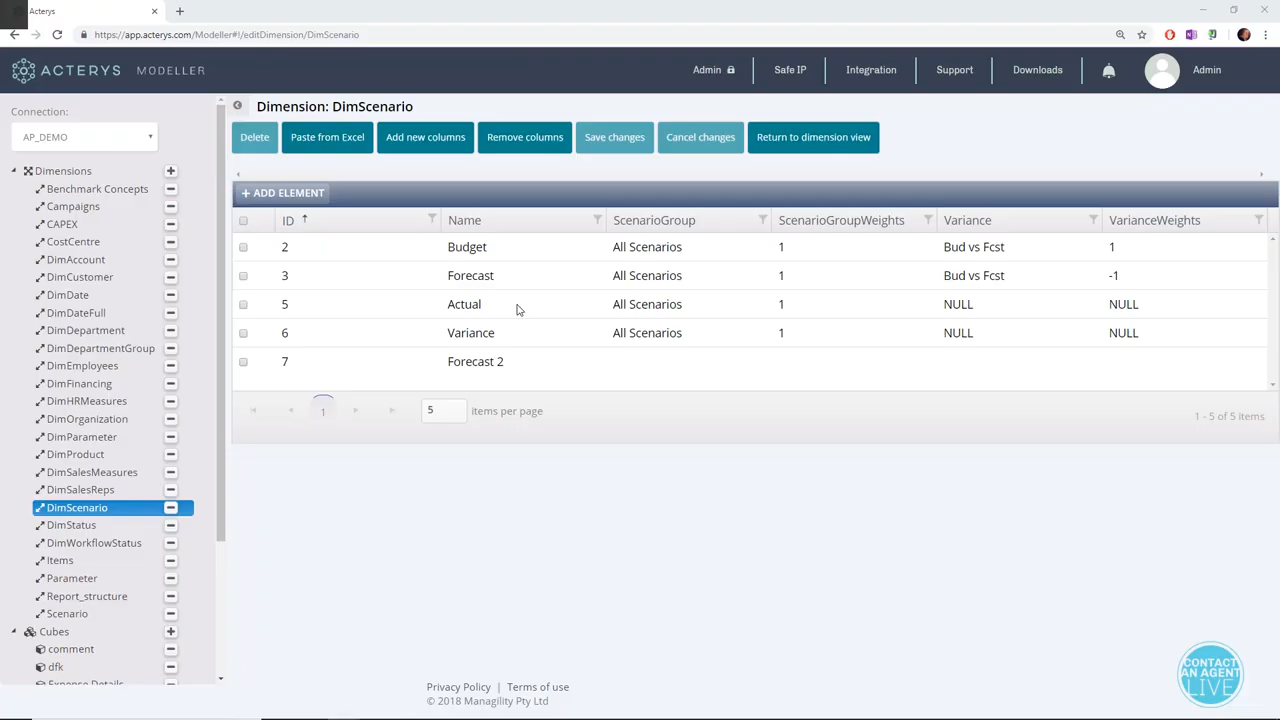 Acterys
https://app.acterys.com/Modeller#!/editDimension/DimScenario
ACTERYS MODELLER
Admin
Safe IP
Integration
Support
Downloads
Admin
Connection:
AP_DEMO
Dimensions
Benchmark Concepts
Campaigns
CAPEX
CostCentre
DimAccount
DimCustomer
DimDate
DimDateFull
DimDepartment
DimDepartmentGroup
DimEmployees
DimFinancing
DimHRMeasures
DimOrganization
DimParameter
DimProduct
DimSalesMeasures
DimSalesReps
DimScenario
DimStatus
DimWorkflowStatus
Items
Parameter
Report_structure
Scenario
Cubes
comment
dfk
Expense Details
Dimension: DimScenario
Delete
Paste from Excel
Add new columns
Remove columns
Save changes
Cancel changes
Return to dimension view
+ ADD ELEMENT
ID Name ScenarioGroup ScenarioGroupWeights Variance VarianceWeights
2 Budget All Scenarios 1 Bud vs Fcst 1
3 Forecast All Scenarios 1 Bud vs Fcst -1
5 Actual All Scenarios 1 NULL NULL
6 Variance All Scenarios 1 NULL NULL
7 Forecast 2
1 5 items per page
1 - 5 of 5 items
Privacy Policy | Terms of use
© 2018 Managility Pty Ltd
CONTACT
AN AGENT
LIVE